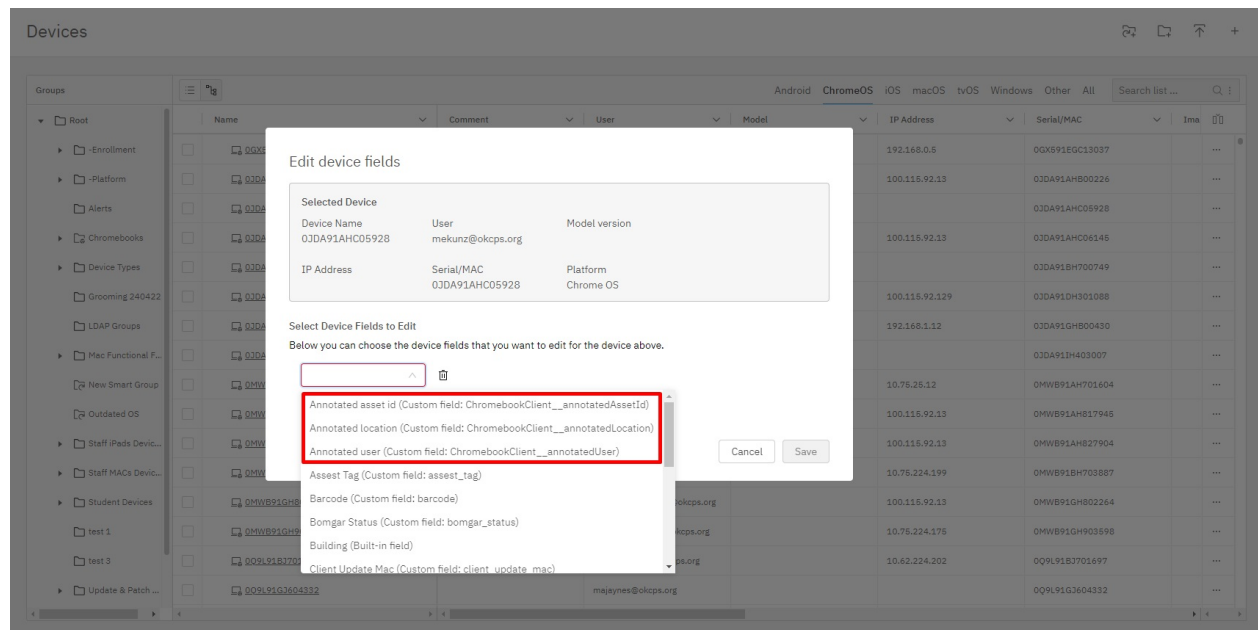 Devices
Groups
Android ChromeOS iOS macOS tvOS Windows Other All Search list ...
Root Name Comment User Model IP Address Serial/MAC Ima
-Enrollment 192.168.0.5 0GX591EGC13037
-Platform 100.115.92.13 0JDA91AHB00226
Alerts 0JDA91AHC05928
Chromebooks 100.115.92.13 0JDA91AHC06145
Device Types 0JDA91BH700749
Grooming 240422 100.115.92.129 0JDA91DH301088
LDAP Groups 192.168.1.12 0JDA91GHB00430
Mac Functional F... 0JDA91IH403007
New Smart Group 10.75.25.12 0MWB91AH701604
Outdated OS 100.115.92.13 0MWB91AH817945
Staff iPads Devic... 100.115.92.13 0MWB91AH827904
Staff MACs Devic... 10.75.224.199 0MWB91BH703887
Student Devices 100.115.92.13 0MWB91GH802264
test 1 10.75.224.175 0MWB91GH903598
test 3 10.62.224.202 0Q9L91BJ701697
Update & Patch ... 0Q9L91GJ604332 majaynes@okcps.org 0Q9L91GJ604332
Edit device fields
Selected Device
Device Name User Model version
0JDA91AHC05928 mekunz@okcps.org
IP Address Serial/MAC Platform
0JDA91AHC05928 Chrome OS
Select Device Fields to Edit
Below you can choose the device fields that you want to edit for the device above.
Annotated asset id (Custom field: ChromebookClient__annotatedAssetId)
Annotated location (Custom field: ChromebookClient__annotatedLocation)
Annotated user (Custom field: ChromebookClient__annotatedUser)
Assest Tag (Custom field: assest_tag)
Barcode (Custom field: barcode)
Bomgar Status (Custom field: bomgar_status)
Building (Built-in field)
Client Update Mac (Custom field: client_update_mac)
Cancel Save